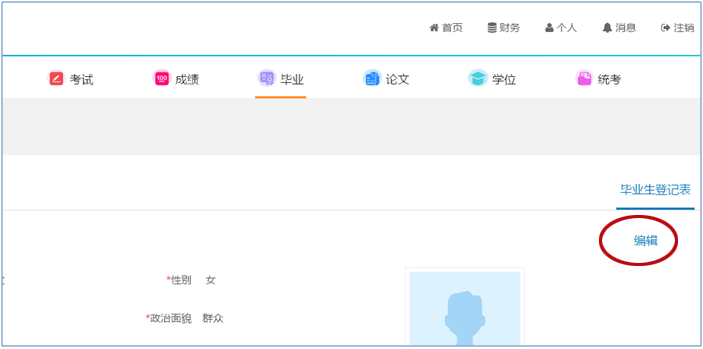 首页 财务 个人 消息 注销
考试 100 成绩 毕业 论文 学位 统考
毕业生登记表
编辑
*性别 女
*政治面貌 群众